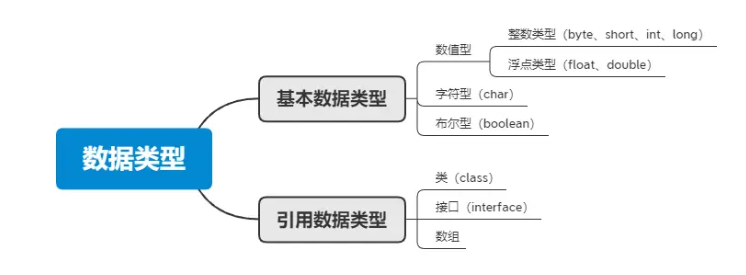 数据类型
基本数据类型
数值型
整数类型（byte、short、int、long）
浮点类型（float、double）
字符型（char）
布尔型（boolean）
引用数据类型
类（class）
接口（interface）
数组